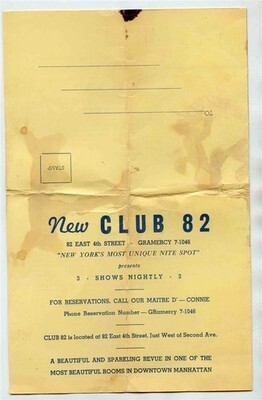 To
STAMP
New CLUB 82
82 EAST 4th STREET - GRAMERCY 7-1046
"NEW YORK'S MOST UNIQUE NITE SPOT"
presents
3 - SHOWS NIGHTLY - 3
FOR RESERVATIONS, CALL OUR MAITRE D' — CONNIE
Phone Reservation Number — GRamercy 7-1046
CLUB 82 is located at 82 East 4th Street, Just West of Second Ave.
A BEAUTIFUL AND SPARKLING REVUE IN ONE OF THE
MOST BEAUTIFUL ROOMS IN DOWNTOWN MANHATTAN